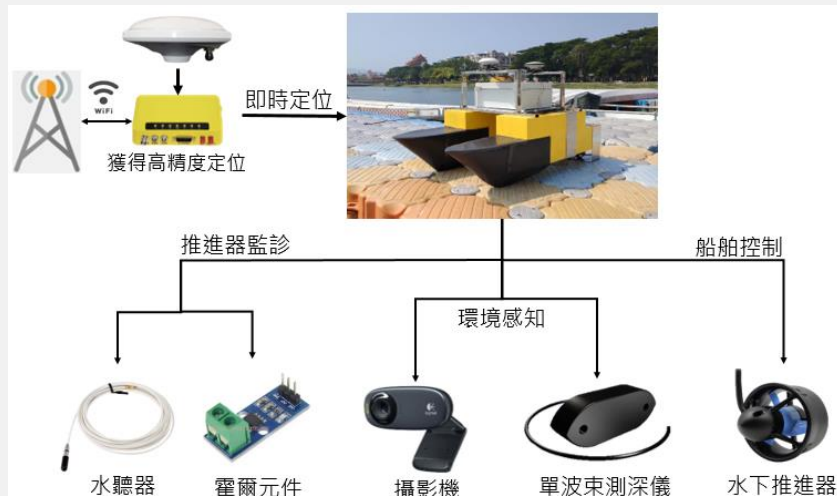 WiFi
獲得高精度定位
即時定位
推進器監診
船舶控制
環境感知
水聽器
霍爾元件
攝影機
單波束測深儀
水下推進器